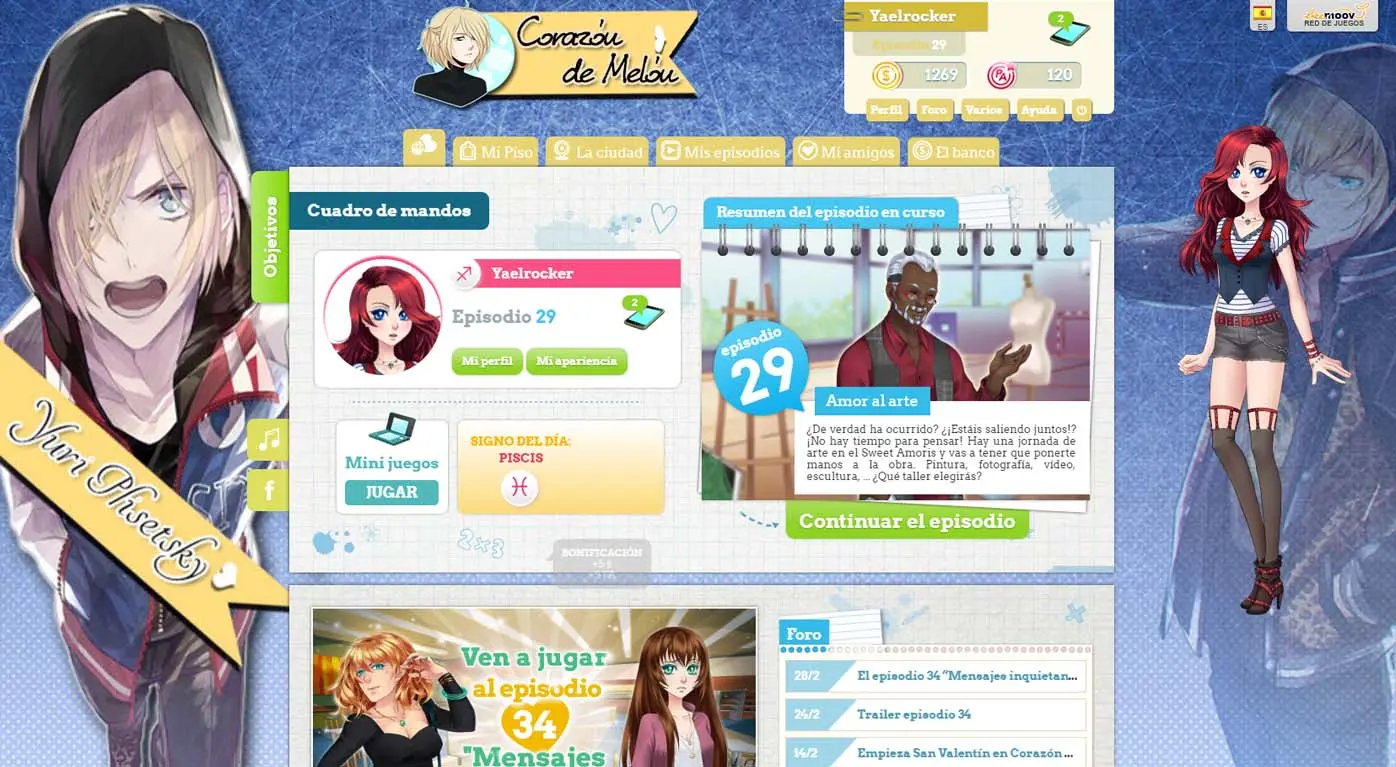 Corazón
de Melón
Yaelrocker
2
Episodio 29
1269
PA
120
Perfil
Foro
Varios
Ayuda
ES
RED DE JUEGOS
Mi Piso
La ciudad
Mis episodios
Mi amigos
El banco
Objetivos
Cuadro de mandos
Yaelrocker
Episodio 29
2
Mi perfil
Mi apariencia
Mini juegos
JUGAR
SIGNO DEL DÍA:
PISCIS
2x3
BONIFICACIÓN
Resumen del episodio en curso
episodio
29
Amor al arte
¿De verdad ha ocurrido? ¿¡Estáis saliendo juntos!?
¡No hay tiempo para pensar! Hay una jornada de
arte en el Sweet Amoris y vas a tener que ponerte
manos a la obra. Pintura, fotografía, vídeo,
escultura, ... ¿Qué taller elegirás?
Continuar el episodio
Yuri Phsetsky
Ven a jugar
al episodio
34
"Mensajes
Foro
28/2
El episodio 34 “Mensajes inquietan...
24/2
Trailer episodio 34
14/2
Empieza San Valentín en Corazón ...